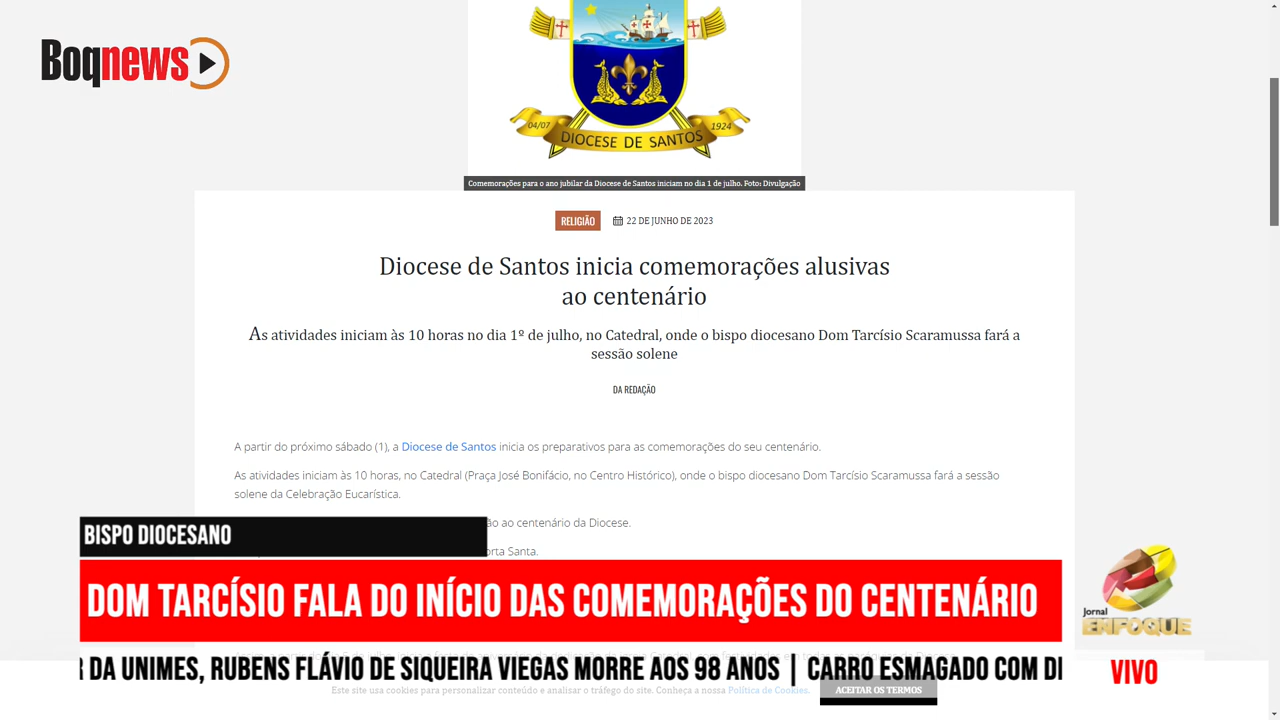 Boqnews
04/07
1924
DIOCESE DE SANTOS
Comemorações para o ano jubilar da Diocese de Santos iniciam no dia 1 de julho. Foto: Divulgação
RELIGIÃO
22 DE JUNHO DE 2023
Diocese de Santos inicia comemorações alusivas
ao centenário
As atividades iniciam às 10 horas no dia 1º de julho, no Catedral, onde o bispo diocesano Dom Tarcísio Scaramussa fará a
sessão solene
DA REDAÇÃO
A partir do próximo sábado (1), a Diocese de Santos inicia os preparativos para as comemorações do seu centenário.
As atividades iniciam às 10 horas, no Catedral (Praça José Bonifácio, no Centro Histórico), onde o bispo diocesano Dom Tarcísio Scaramussa fará a sessão
solene da Celebração Eucarística.
ao centenário da Diocese.
Santa.
BISPO DIOCESANO
DOM TARCÍSIO FALA DO INÍCIO DAS COMEMORAÇÕES DO CENTENÁRIO
Jornal
ENFOQUE
DA UNIMES, RUBENS FLÁVIO DE SIQUEIRA VIEGAS MORRE AOS 98 ANOS | CARRO ESMAGADO COM
VIVO
Este site usa cookies para personalizar conteúdo e analisar o tráfego do site. Conheça a nossa Política de Cookies.
ACEITAR OS TERMOS